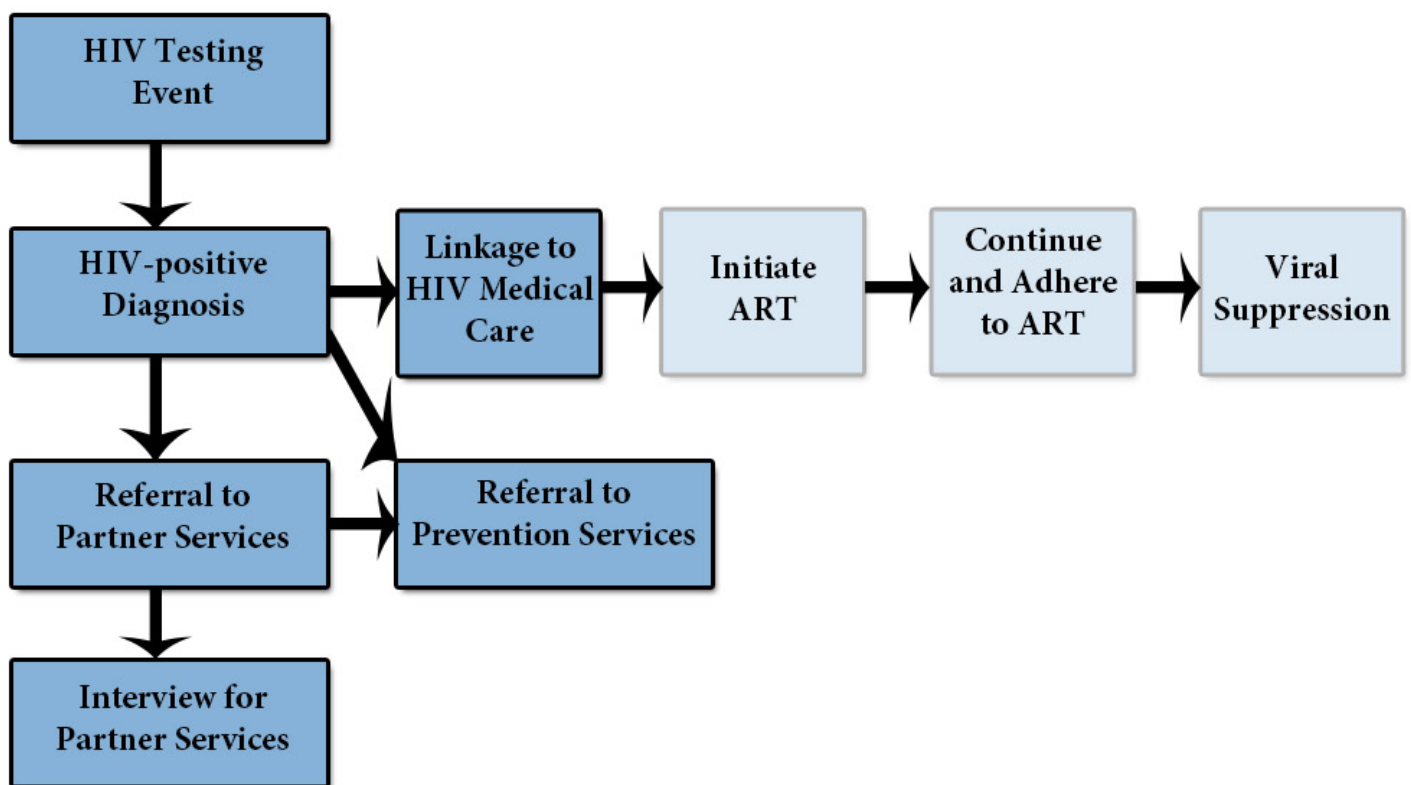 HIV Testing
Event
HIV-positive
Diagnosis
Linkage to
HIV Medical
Care
Initiate
ART
Continue
and Adhere
to ART
Viral
Suppression
Referral to
Partner Services
Referral to
Prevention Services
Interview for
Partner Services